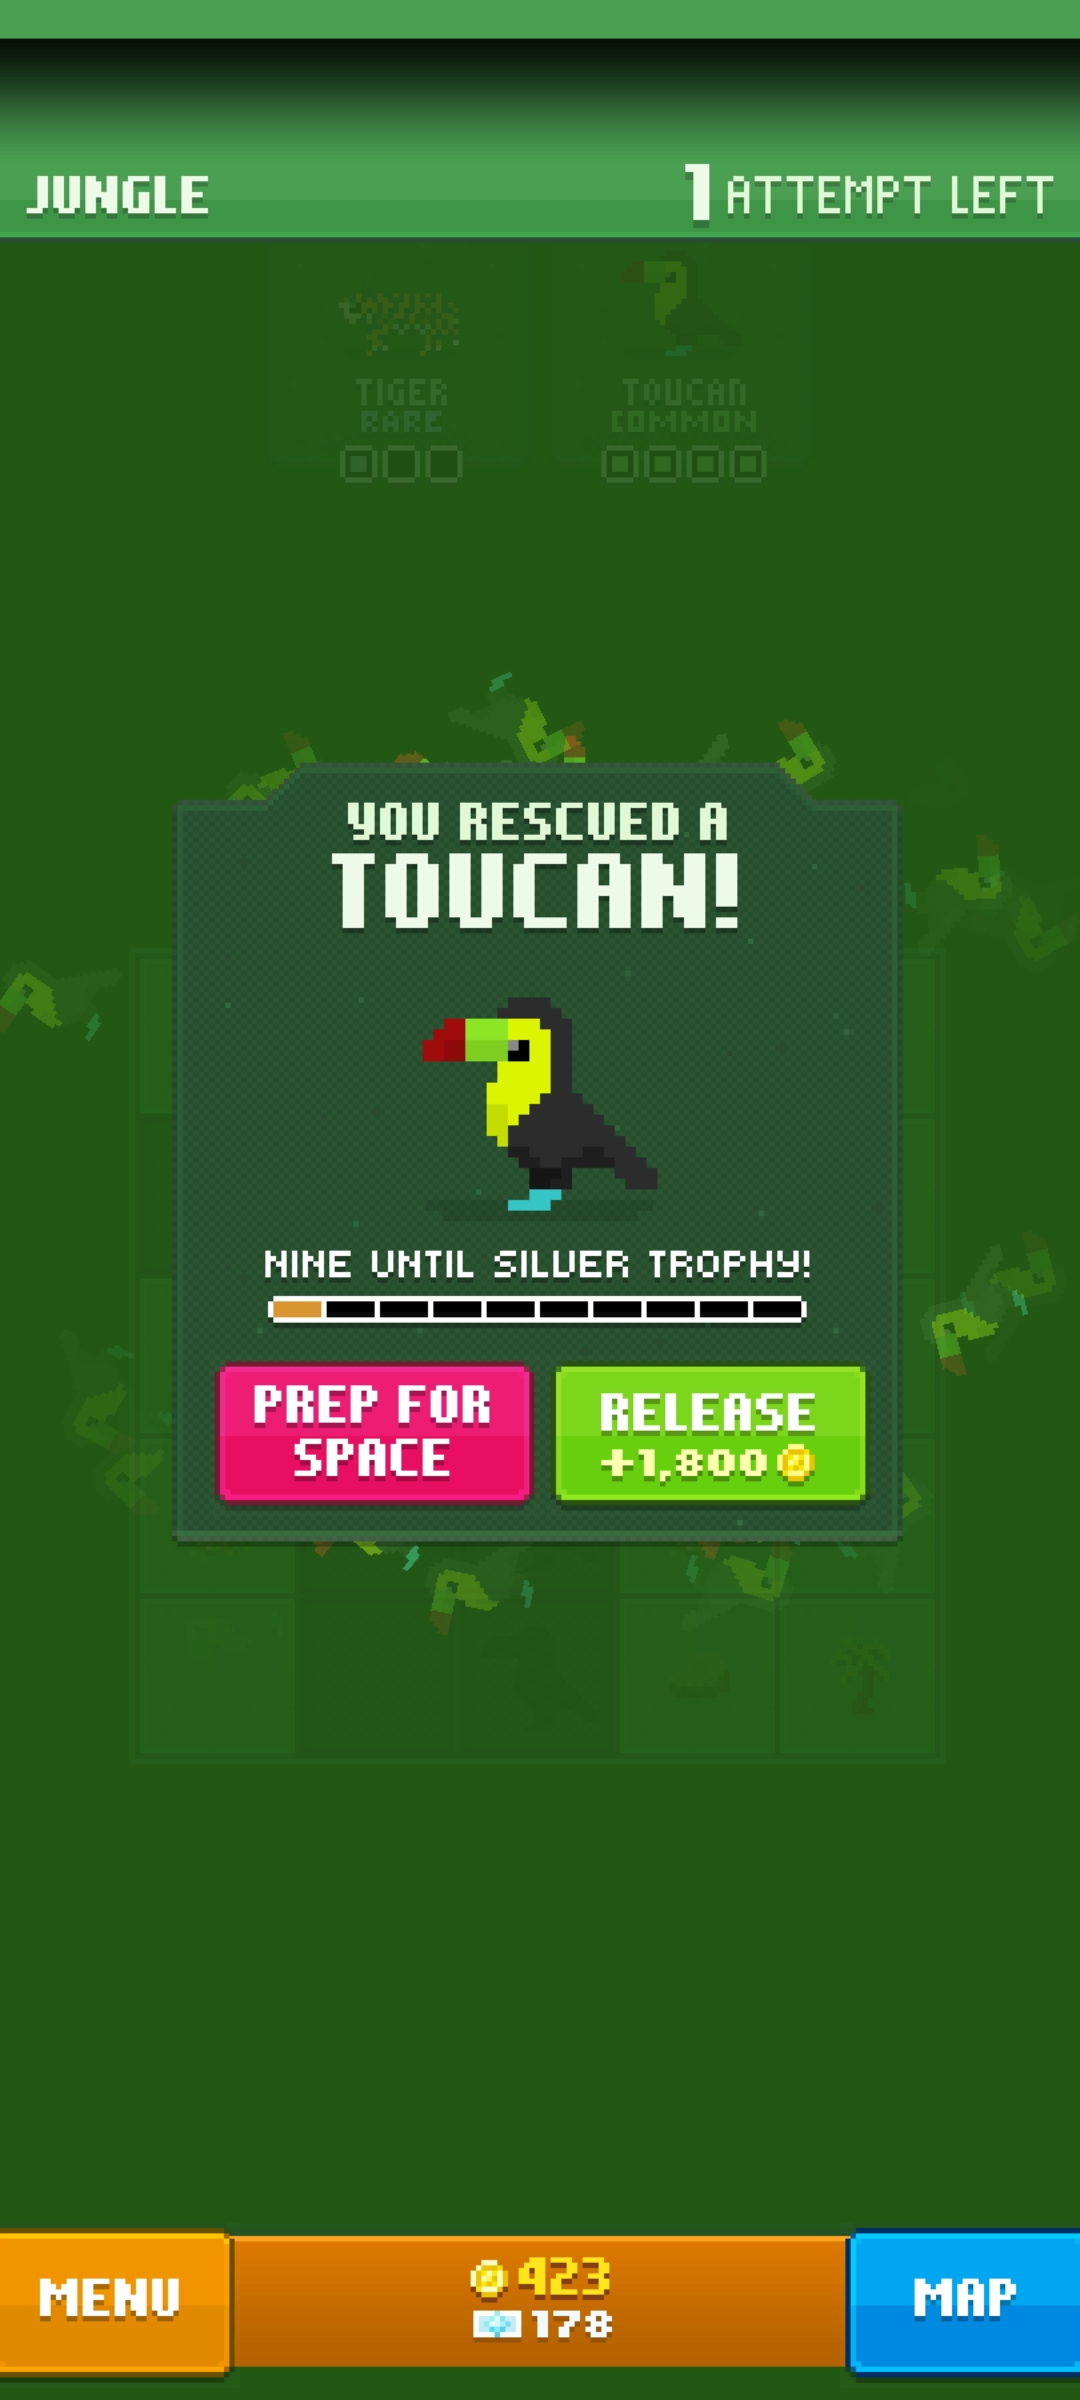 JUNGLE
1 ATTEMPT LEFT
TIGER
RARE
TOUCAN
COMMON
YOU RESCUED A
TOUCAN!
NINE UNTIL SILVER TROPHY!
PREP FOR
SPACE
RELEASE
+1,800
423
178
MENU
MAP